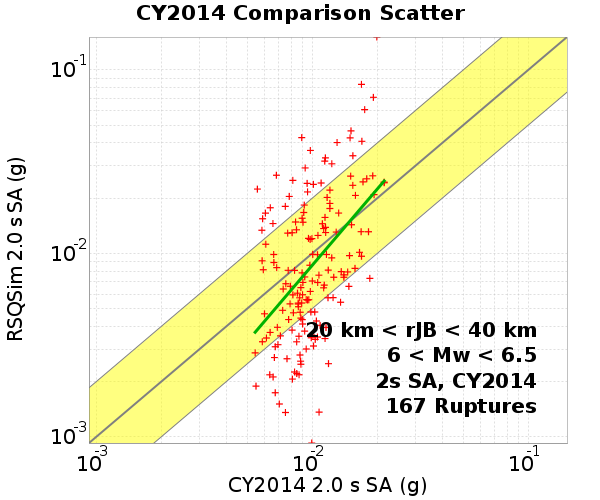 CY2014 Comparison Scatter
RSQSim 2.0 s SA (g)
10⁻¹
10⁻²
10⁻³
20 km < rJB < 40 km
6 < Mw < 6.5
2s SA, CY2014
167 Ruptures
10⁻³ 10⁻² 10⁻¹
CY2014 2.0 s SA (g)